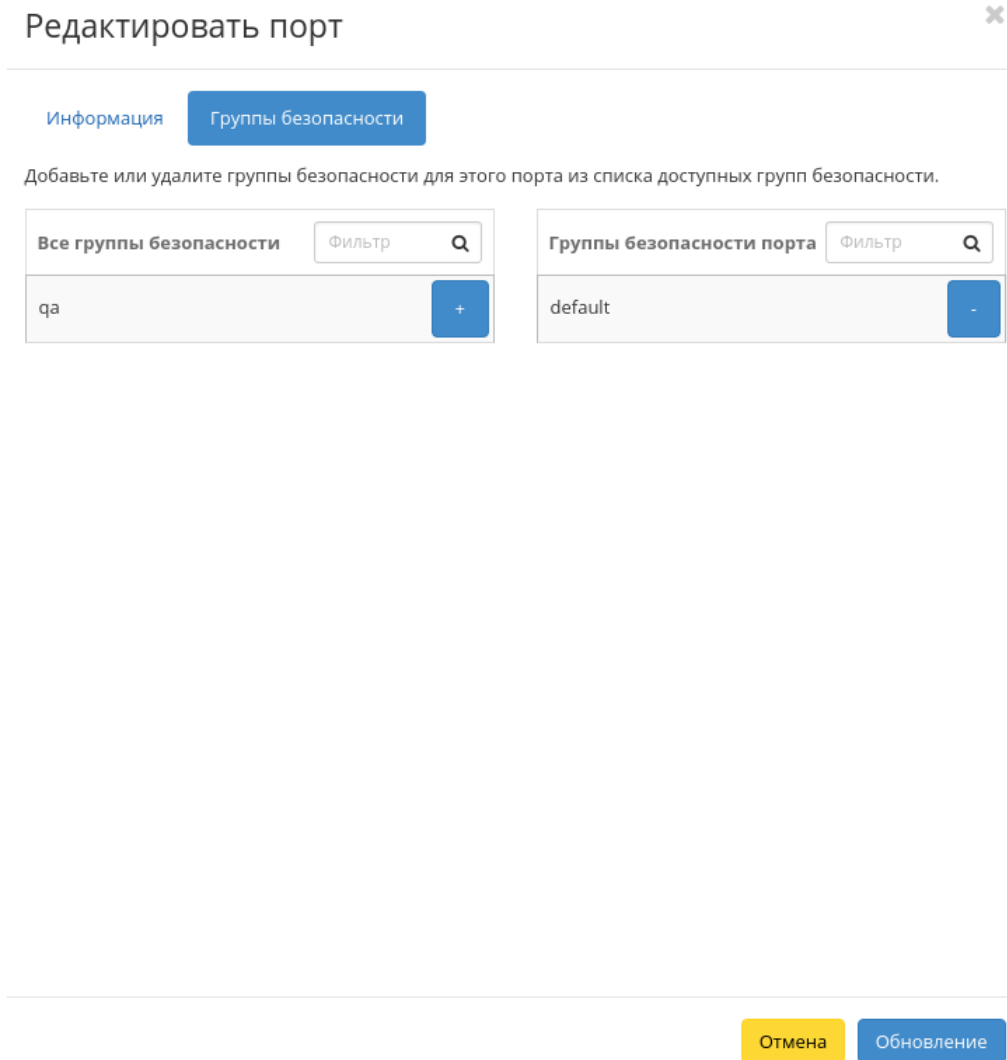 Редактировать порт
Информация
Группы безопасности
Добавьте или удалите группы безопасности для этого порта из списка доступных групп безопасности.
Все группы безопасности
Фильтр
qa
+
Группы безопасности порта
Фильтр
default
-
Отмена
Обновление